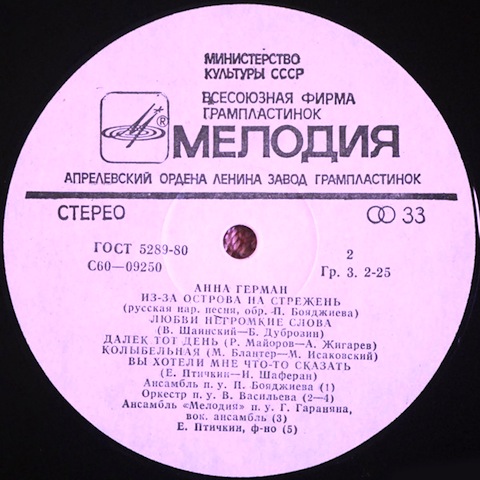 МИНИСТЕРСТВО
КУЛЬТУРЫ СССР
ВСЕСОЮЗНАЯ ФИРМА
ГРАМПЛАСТИНОК
®
МЕЛОДИЯ
АПРЕЛЕВСКИЙ ОРДЕНА ЛЕНИНА ЗАВОД ГРАМПЛАСТИНОК
СТЕРЕО 33
ГОСТ 5289-80 2
С60—09250 Гр. 3. 2-25
АННА ГЕРМАН
ИЗ-ЗА ОСТРОВА НА СТРЕЖЕНЬ
(русская нар. песня, обр. П. Бояджиева)
ЛЮБВИ НЕГРОМКИЕ СЛОВА
(В. Шаинский—Б. Дуброзин)
ДАЛЕК ТОТ ДЕНЬ (Р. Майоров—А. Жигарев)
КОЛЫБЕЛЬНАЯ (М. Блантер—М. Исаковский)
ВЫ ХОТЕЛИ МНЕ ЧТО-ТО СКАЗАТЬ
(Е. Птичкин—И. Шаферан)
Ансамбль п. у. П. Бояджиева (1)
Оркестр п. у. В. Васильева (2—4)
Ансамбль «Мелодия» п. у. Г. Гараняна,
вок. ансамбль (3)
Е. Птичкин, ф-но (5)